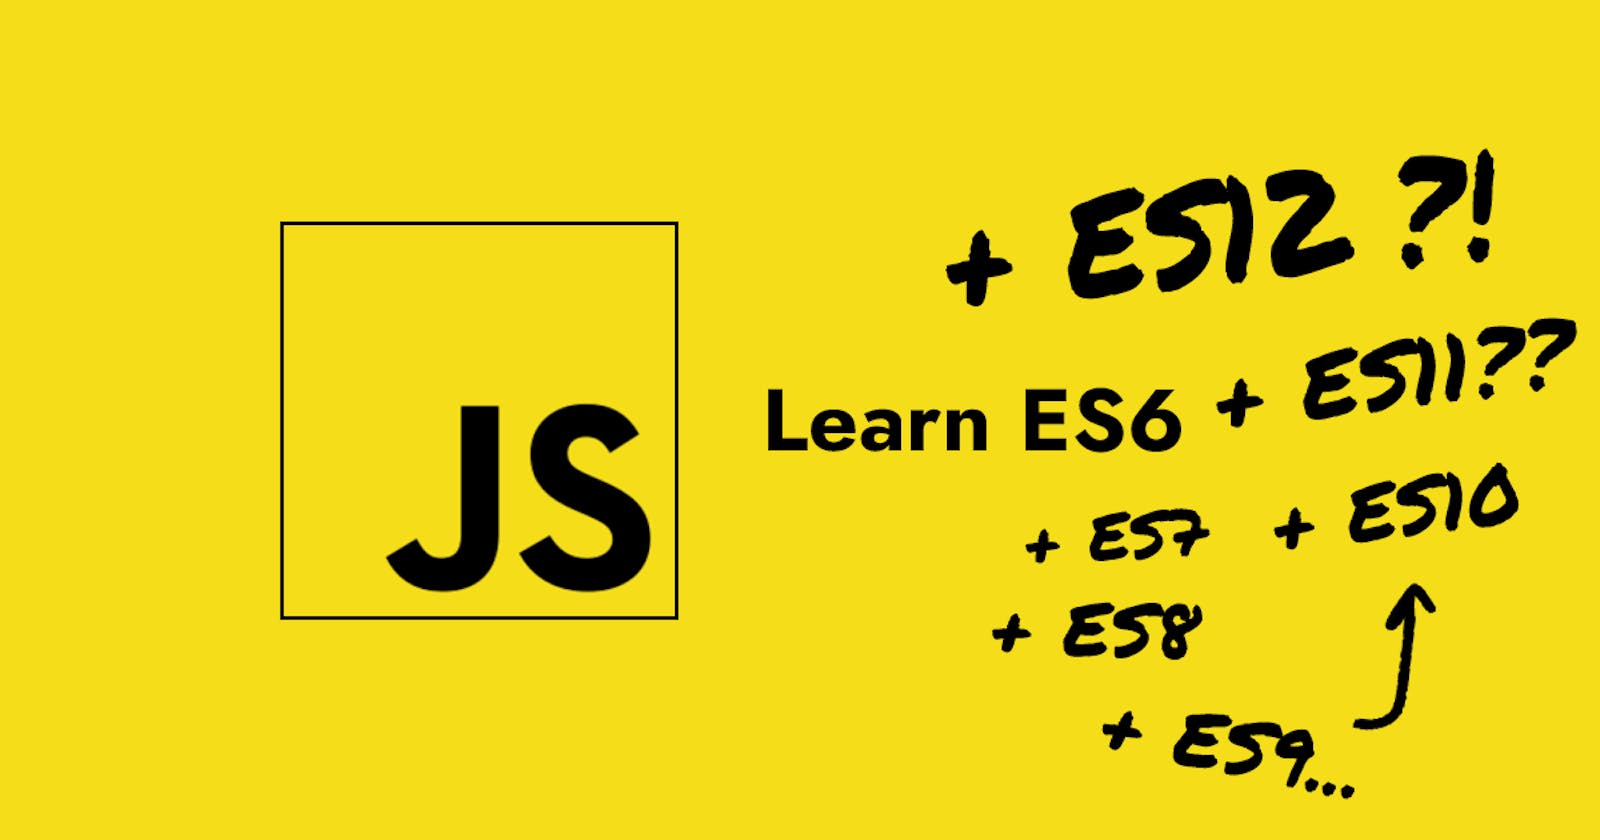 JS
Learn ES6
+ ES7
+ ES8
+ ES9...
+ ES10
+ ES11??
+ ES12 ?!